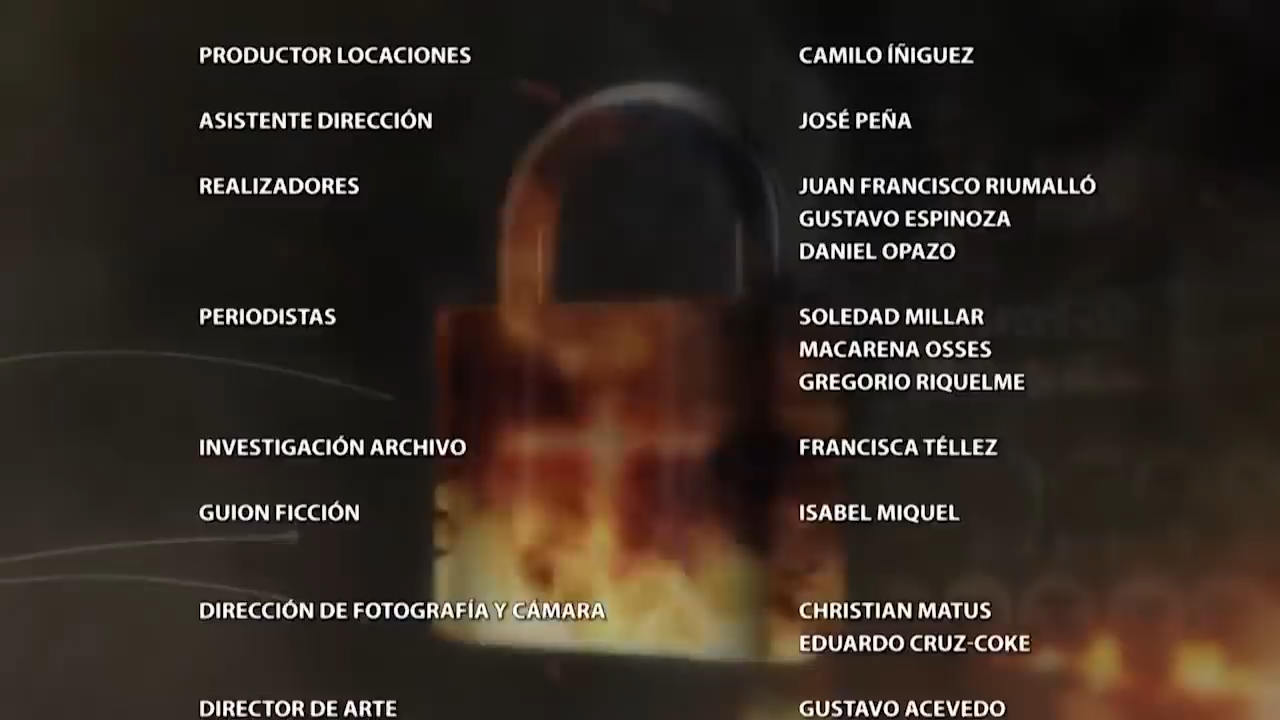 PRODUCTOR LOCACIONES CAMILO ÍÑIGUEZ
ASISTENTE DIRECCIÓN JOSÉ PEÑA
REALIZADORES JUAN FRANCISCO RIUMALLÓ
GUSTAVO ESPINOZA
DANIEL OPAZO
PERIODISTAS SOLEDAD MILLAR
MACARENA OSSES
GREGORIO RIQUELME
INVESTIGACIÓN ARCHIVO FRANCISCA TÉLLEZ
GUION FICCIÓN ISABEL MIQUEL
DIRECCIÓN DE FOTOGRAFÍA Y CÁMARA CHRISTIAN MATUS
EDUARDO CRUZ-COKE
DIRECTOR DE ARTE GUSTAVO ACEVEDO